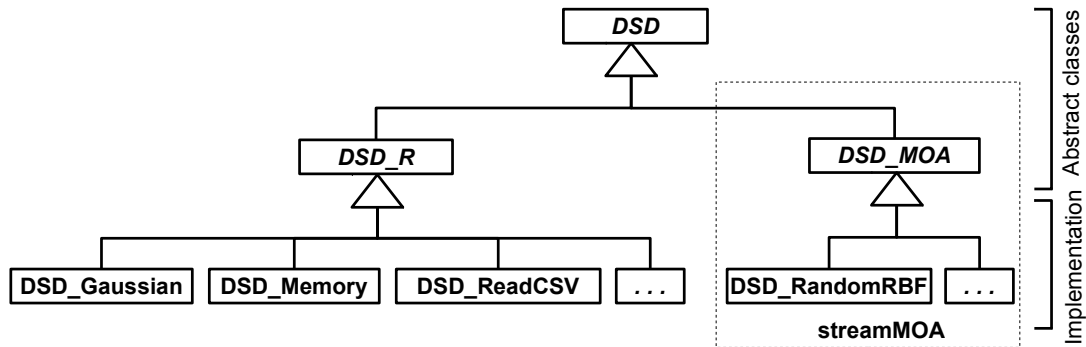 DSD
Abstract classes
DSD_R
DSD_MOA
DSD_Gaussian
DSD_Memory
DSD_ReadCSV
. . .
DSD_RandomRBF
. . .
Implementation
streamMOA